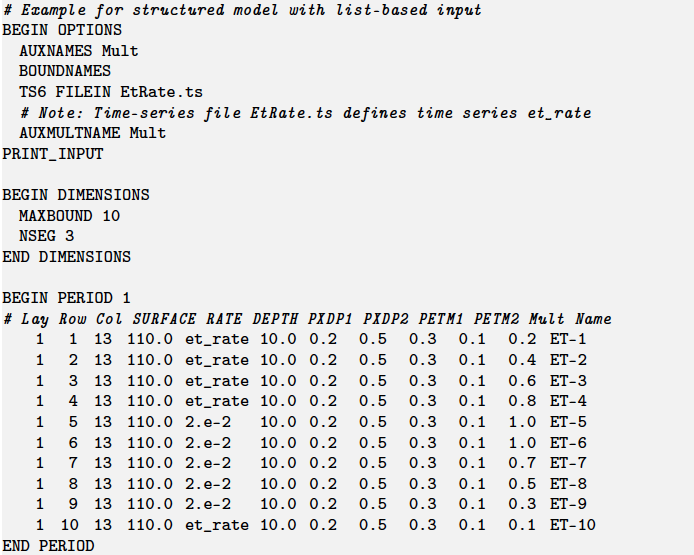 # Example for structured model with list-based input
BEGIN OPTIONS
  AUXNAMES Mult
  BOUNDNAMES
  TS6 FILEIN EtRate.ts
  # Note: Time-series file EtRate.ts defines time series et_rate
  AUXMULTNAME Mult
PRINT_INPUT

BEGIN DIMENSIONS
  MAXBOUND 10
  NSEG 3
END DIMENSIONS

BEGIN PERIOD 1
# Lay Row Col SURFACE RATE DEPTH PXDP1 PXDP2 PETM1 PETM2 Mult Name
    1   1  13  110.0 et_rate 10.0 0.2   0.5   0.3   0.1   0.2  ET-1
    1   2  13  110.0 et_rate 10.0 0.2   0.5   0.3   0.1   0.4  ET-2
    1   3  13  110.0 et_rate 10.0 0.2   0.5   0.3   0.1   0.6  ET-3
    1   4  13  110.0 et_rate 10.0 0.2   0.5   0.3   0.1   0.8  ET-4
    1   5  13  110.0 2.e-2   10.0 0.2   0.5   0.3   0.1   1.0  ET-5
    1   6  13  110.0 2.e-2   10.0 0.2   0.5   0.3   0.1   1.0  ET-6
    1   7  13  110.0 2.e-2   10.0 0.2   0.5   0.3   0.1   0.7  ET-7
    1   8  13  110.0 2.e-2   10.0 0.2   0.5   0.3   0.1   0.5  ET-8
    1   9  13  110.0 2.e-2   10.0 0.2   0.5   0.3   0.1   0.3  ET-9
    1  10  13  110.0 et_rate 10.0 0.2   0.5   0.3   0.1   0.1  ET-10
END PERIOD